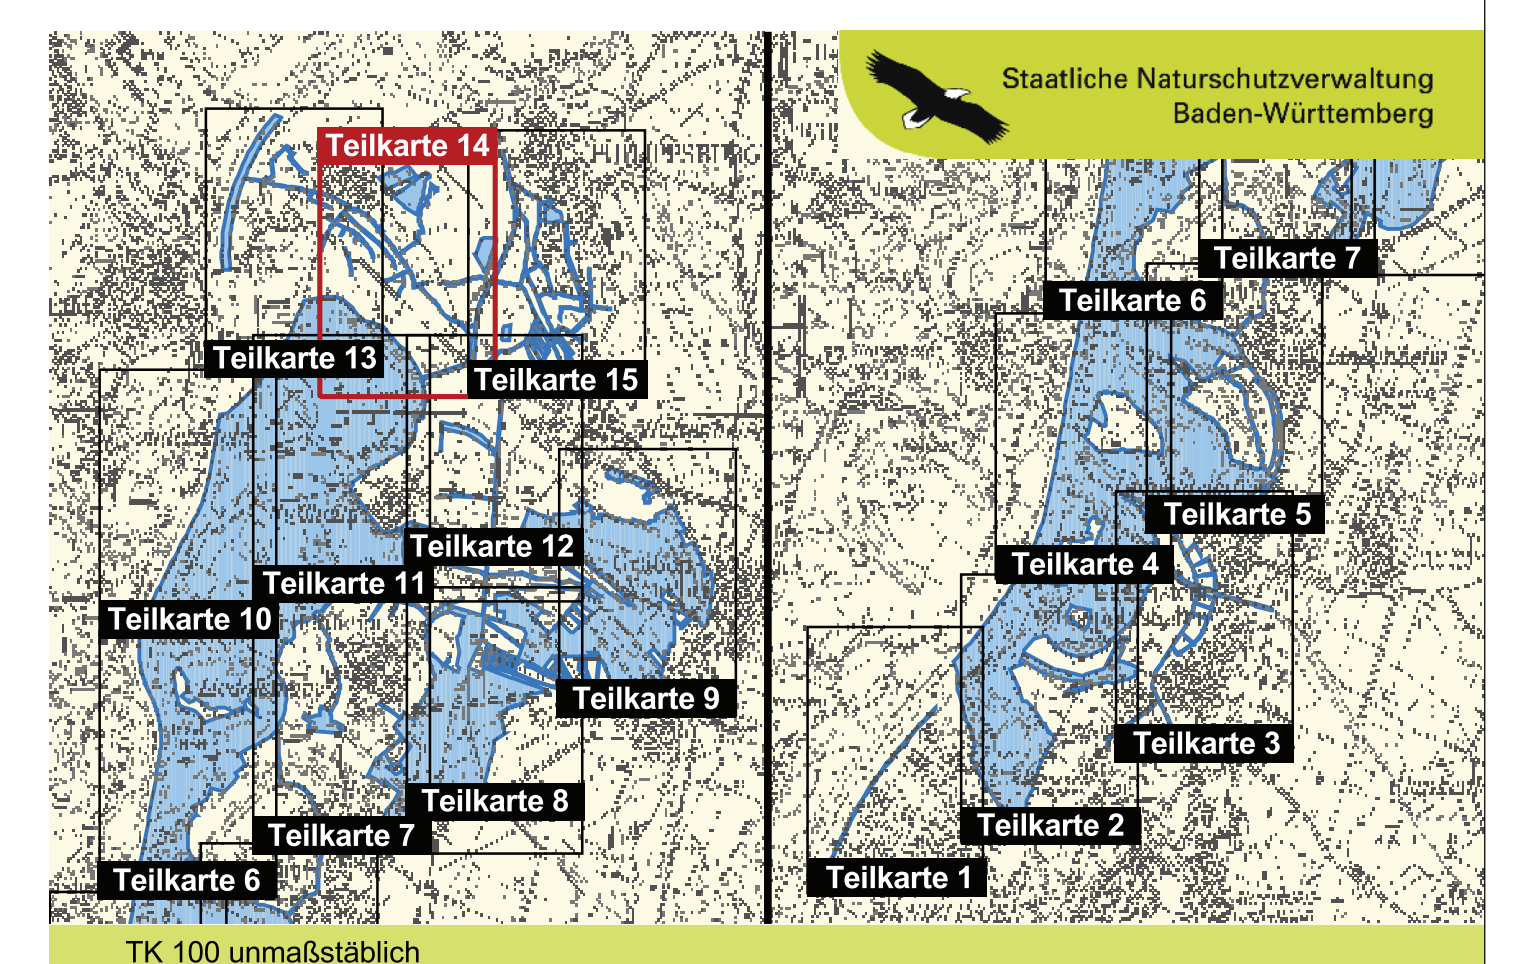 Staatliche Naturschutzverwaltung
Baden-Württemberg
Teilkarte 14
Teilkarte 13
Teilkarte 15
Teilkarte 12
Teilkarte 11
Teilkarte 10
Teilkarte 9
Teilkarte 8
Teilkarte 7
Teilkarte 6
Teilkarte 7
Teilkarte 6
Teilkarte 5
Teilkarte 4
Teilkarte 3
Teilkarte 2
Teilkarte 1
TK 100 unmaßstäblich